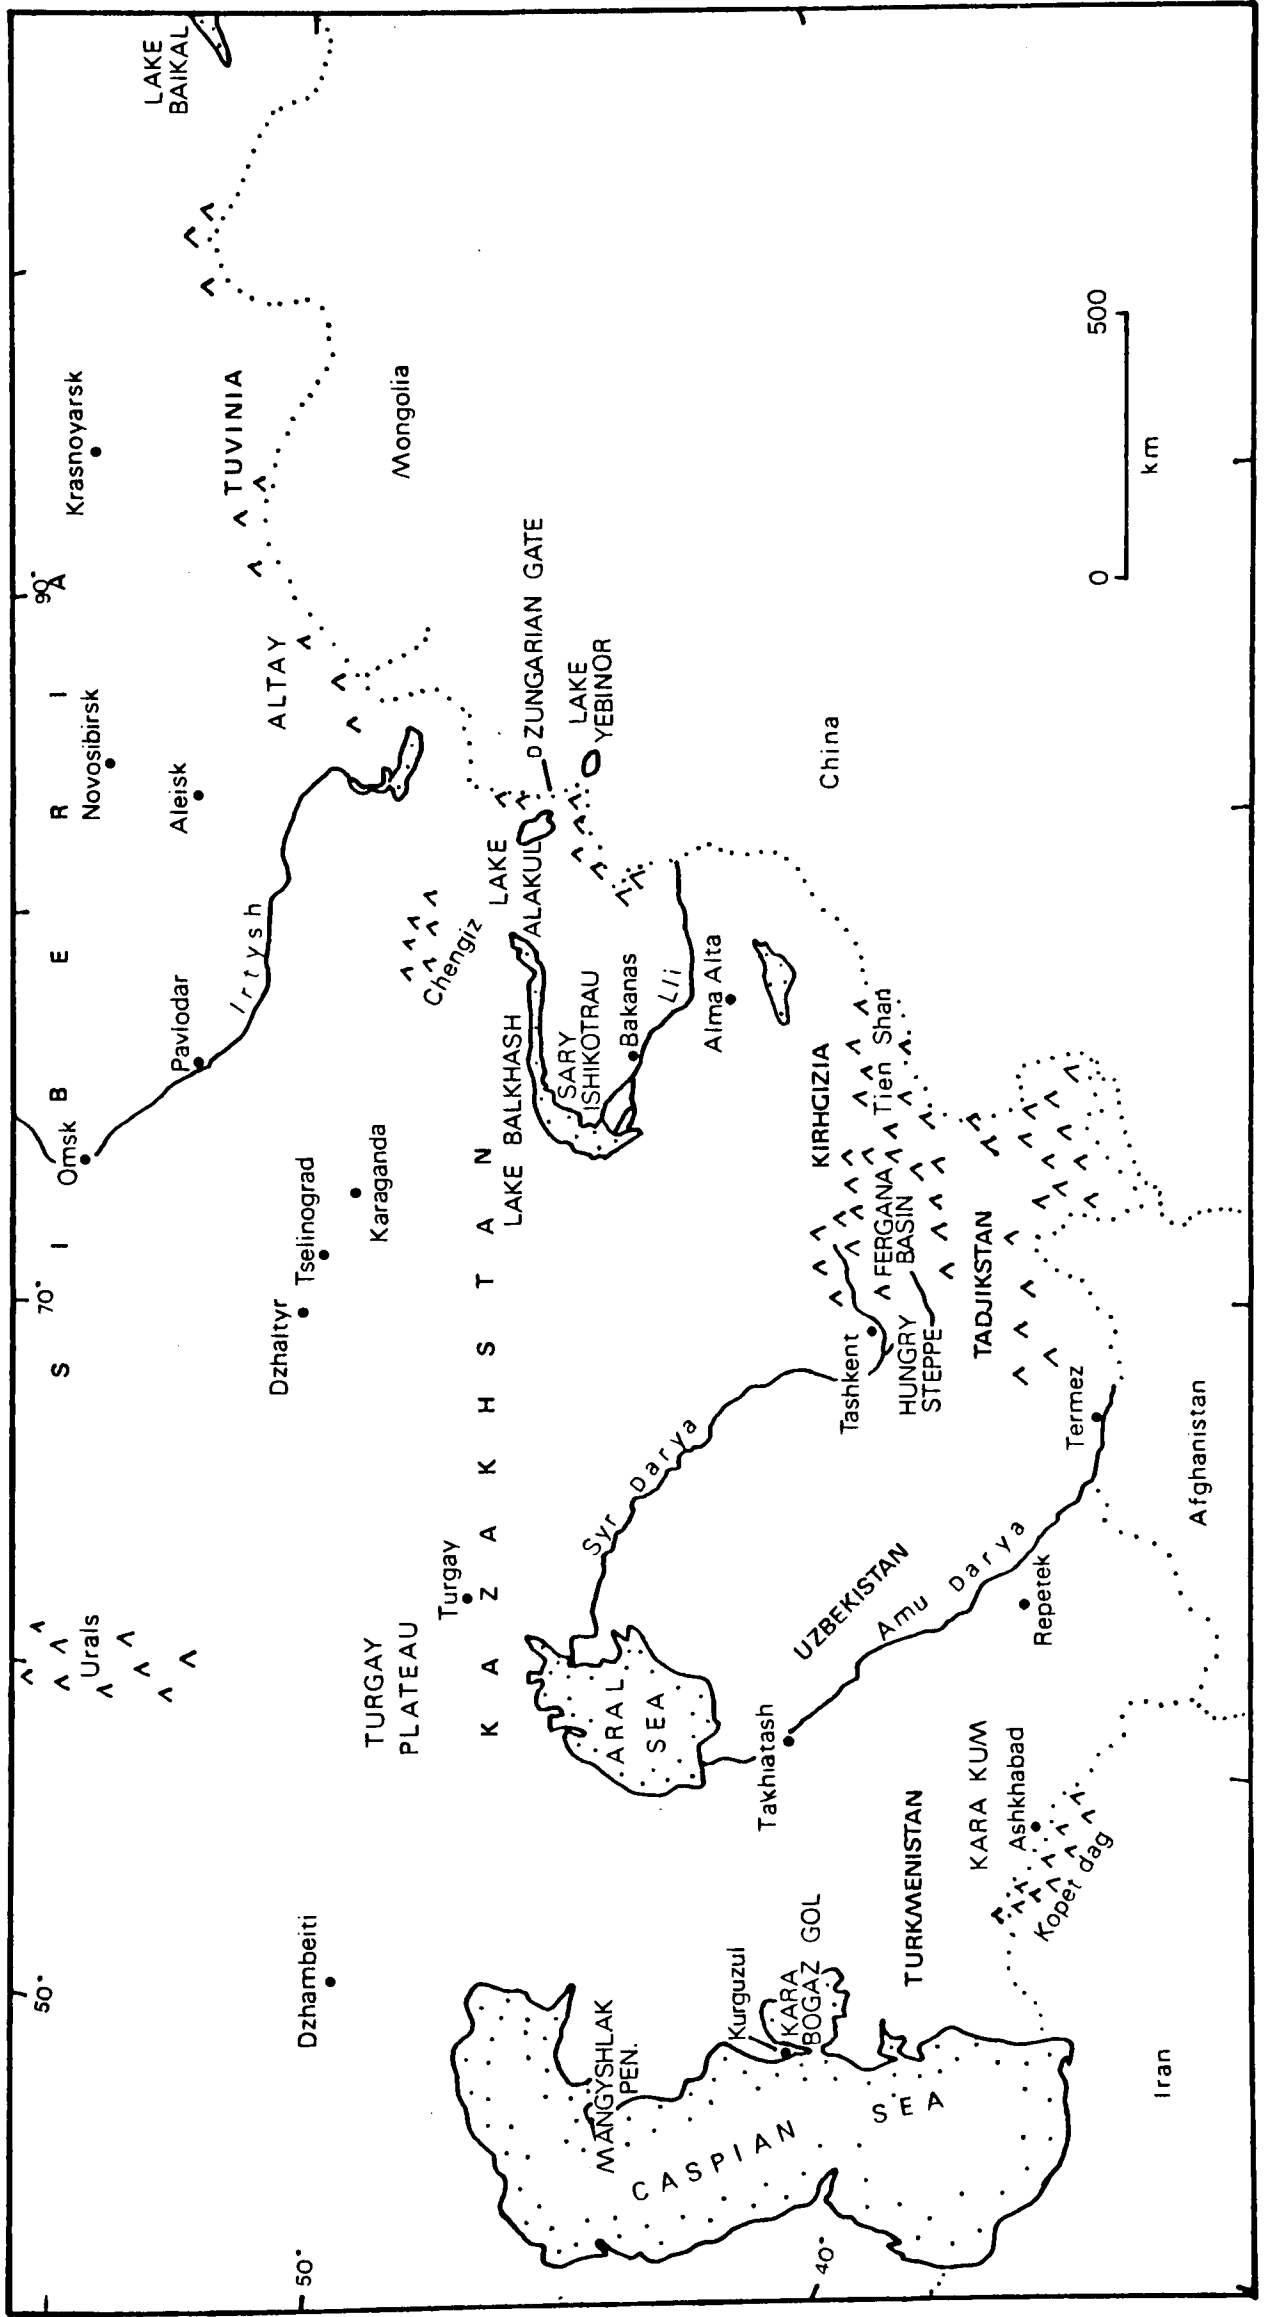 50°
70°
90°
S I B E R I A
Urals
Omsk
Novosibirsk
Krasnoyarsk
LAKE
BAIKAL
Pavlodar
Aleisk
Irtysh
TUVINIA
ALTAY
50°
Dzhambeiti
Dzhaltyr
Tselinograd
Karaganda
Mongolia
TURGAY
PLATEAU
Turgay
Chengiz
K A Z A K H S T A N
LAKE BALKHASH
LAKE
ALAKUL
DZUNGARIAN GATE
LAKE
YEBINOR
SARY
ISHIKOTRAU
Bakanas
Lli
Alma Alta
MANGYSHLAK
PEN.
ARAL
SEA
Syr Darya
China
CASPIAN
SEA
Kurguzul
KARA
BOGAZ GOL
Takhiatash
UZBEKISTAN
Tashkent
KIRHGIZIA
Tien Shan
FERGANA
BASIN
HUNGRY
STEPPE
40°
TURKMENISTAN
Amu Darya
TADJIKSTAN
KARA KUM
Ashkhabad
Kopet dag
Repetek
Termez
Iran
Afghanistan
0
500
km